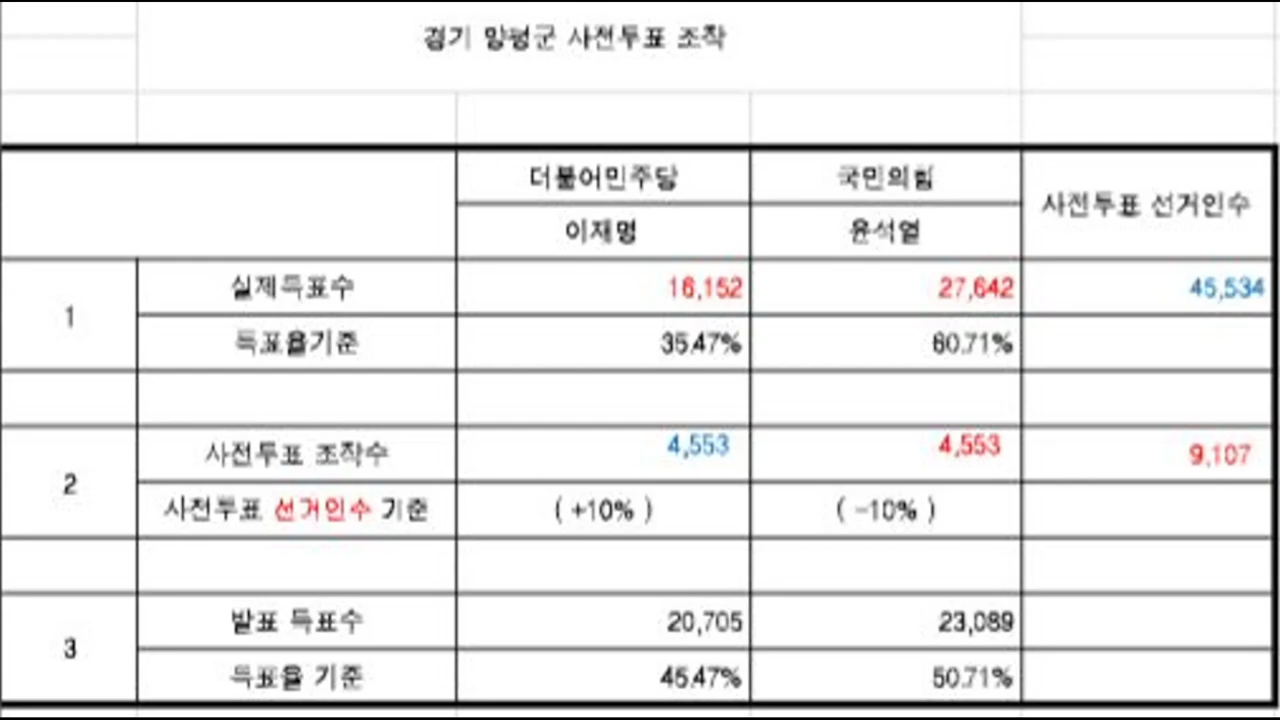 경기 양평군 사전투표 조작
더불어민주당 국민의힘 사전투표 선거인수
이재명 윤석열
1 실제득표수 16,152 27,642 45,534
득표율기준 35.47% 60.71%
2 사전투표 조작수 4,553 4,553 9,107
사전투표 선거인수 기준 ( +10% ) ( -10% )
3 발표 득표수 20,705 23,089
득표율 기준 45.47% 50.71%